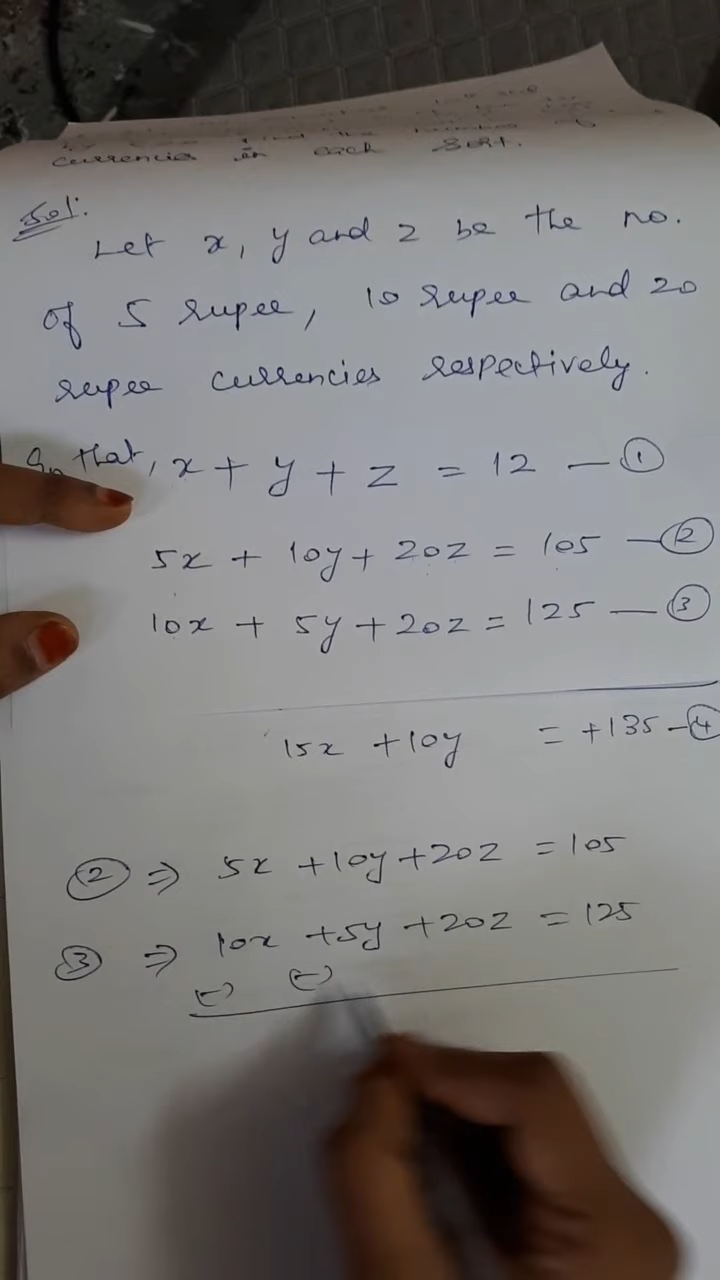 currencies in each sort.
Sol:
Let x, y and z be the no.
of 5 rupee, 10 rupee and 20
rupee currencies respectively.
So that, x + y + z = 12 — ①
5x + 10y + 20z = 105 — ②
10x + 5y + 20z = 125 — ③
15x + 10y = +135 — ④
② ⇒ 5x + 10y + 20z = 105
③ ⇒ 10x + 5y + 20z = 125
(-) (-)